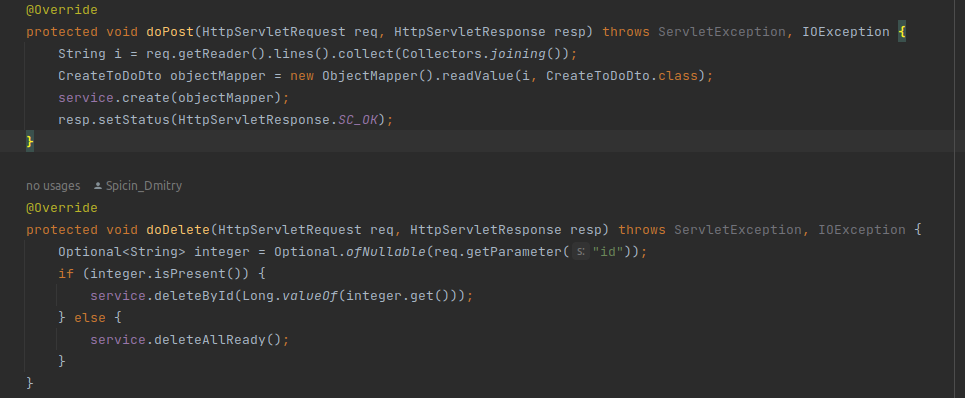 @Override
protected void doPost(HttpServletRequest req, HttpServletResponse resp) throws ServletException, IOException {
    String i = req.getReader().lines().collect(Collectors.joining());
    CreateToDoDto objectMapper = new ObjectMapper().readValue(i, CreateToDoDto.class);
    service.create(objectMapper);
    resp.setStatus(HttpServletResponse.SC_OK);
}
no usages Spicin_Dmitry
@Override
protected void doDelete(HttpServletRequest req, HttpServletResponse resp) throws ServletException, IOException {
    Optional<String> integer = Optional.ofNullable(req.getParameter( s: "id"));
    if (integer.isPresent()) {
        service.deleteById(Long.valueOf(integer.get()));
    } else {
        service.deleteAllReady();
    }
}